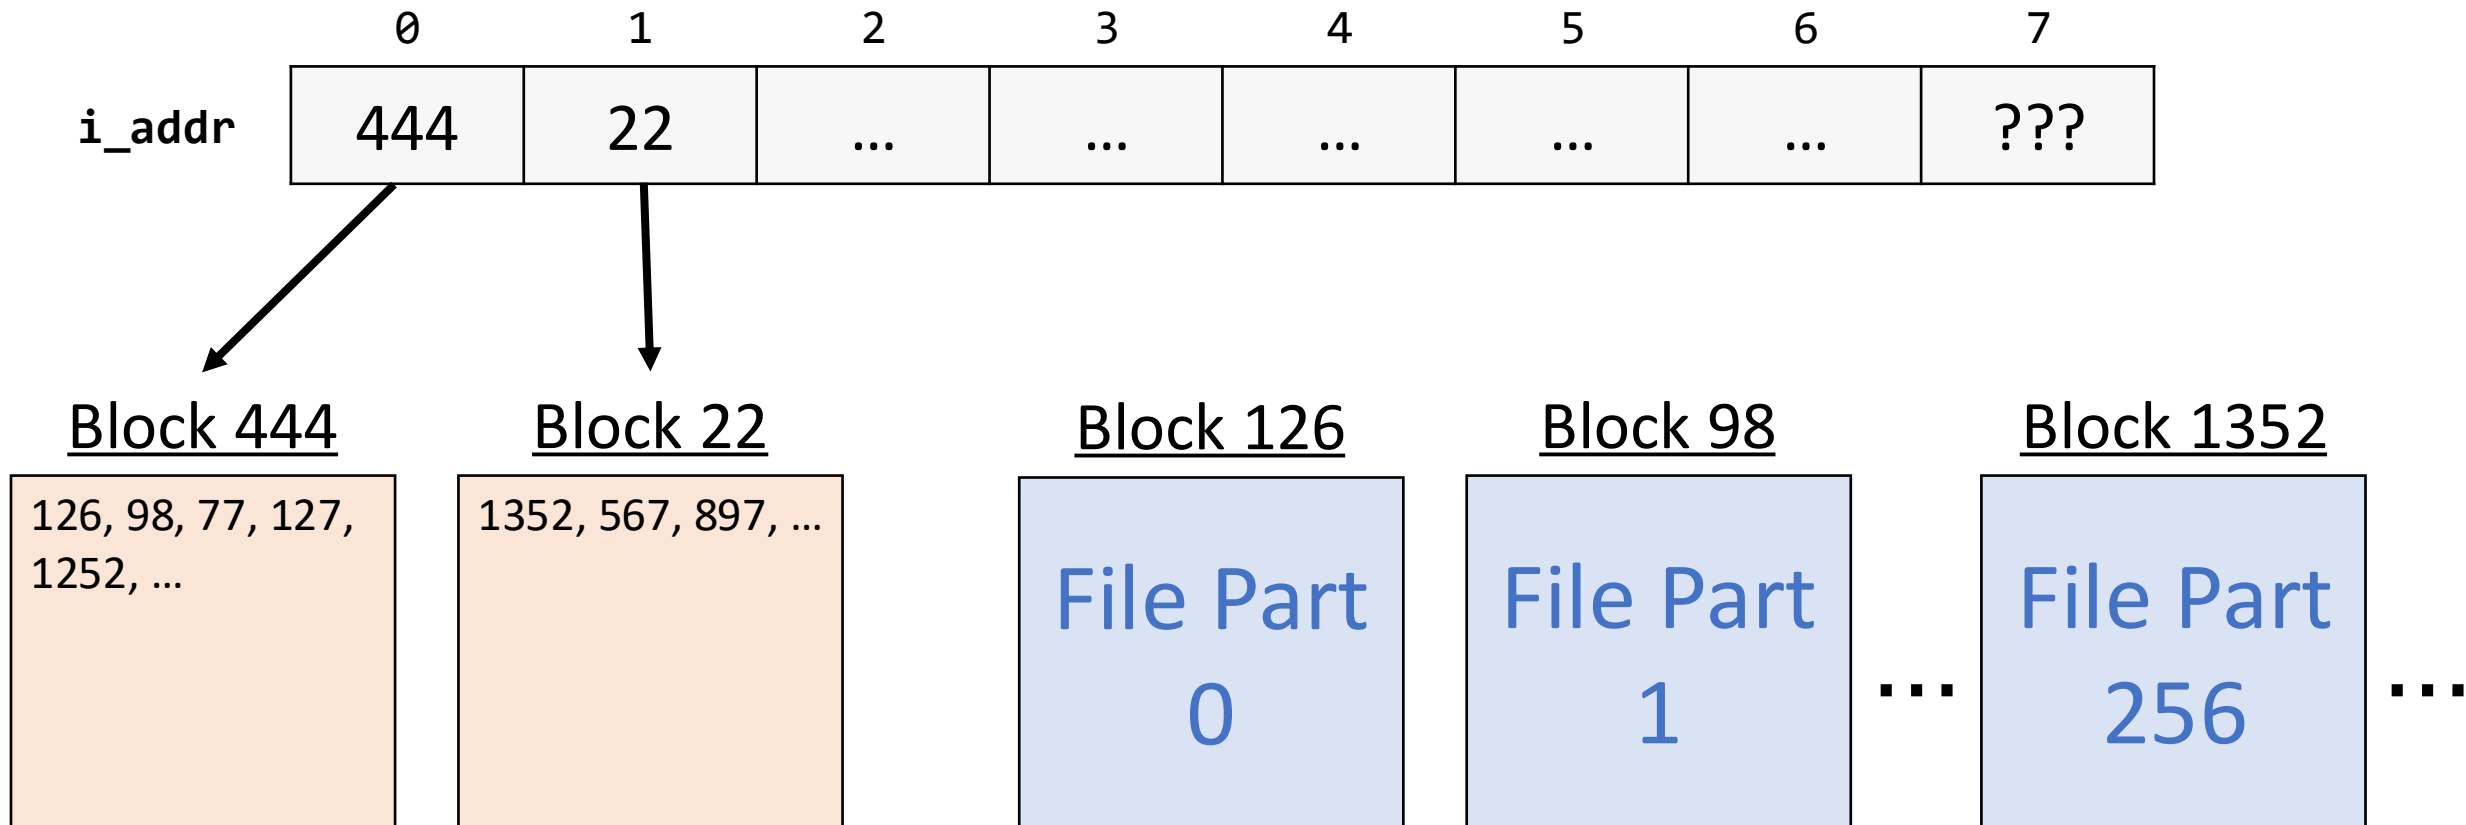 0 1 2 3 4 5 6 7
i_addr 444 22 … … … … … ???
Block 444 Block 22 Block 126 Block 98 Block 1352
126, 98, 77, 127, 1352, 567, 897, …
1252, …
File Part File Part File Part
0 1 … 256 …